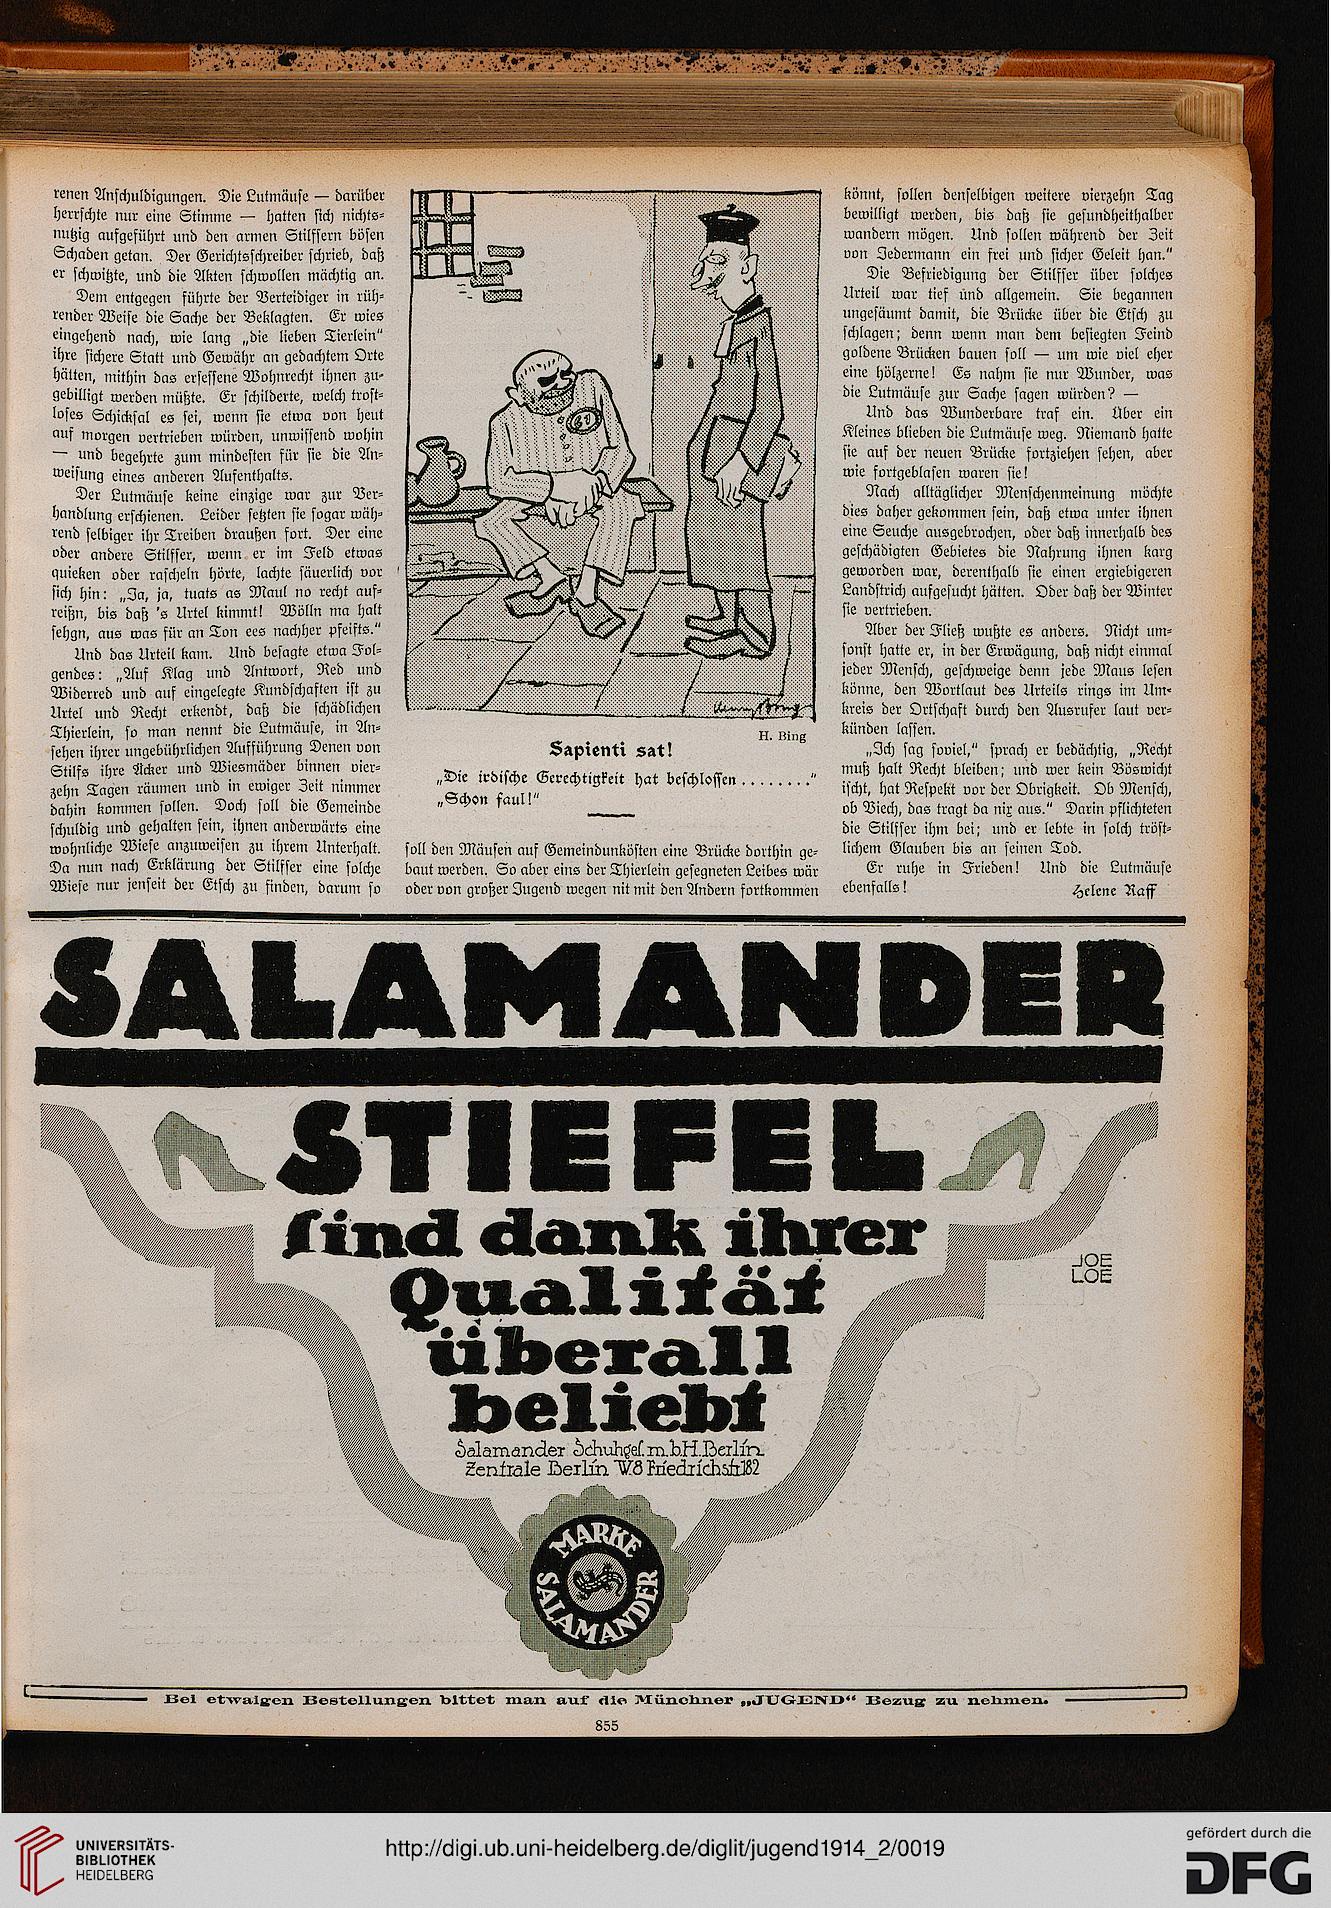 renen Anschuldigungen. Die Lutmäuse — darüber
herrschte nur eine Stimme — hatten sich nichts-
nutzig aufgeführt und den armen Stilfsern bösen
Schaden getan. Der Gerichtsschreiber schrieb, daß
er schwitzte, und die Akten schwollen mächtig an.
Dem entgegen führte der Verteidiger in rüh-
render Weise die Sache der Beklagten. Er wies
eingehend nach, wie lang „die lieben Tierlein“
ihre sichere Statt und Gewähr an gedachtem Orte
hätten, mithin das ersessene Wohnrecht ihnen zu-
gebilligt werden müßte. Er schilderte, welch trost-
loses Schicksal es sei, wenn sie etwa von heut
auf morgen vertrieben würden, unwissend wohin
— und begehrte zum mindesten für sie die An-
weisung eines anderen Aufenthalts.
Der Lutmäuse keine einzige war zur Ver-
handlung erschienen. Leider setzten sie sogar wäh-
rend selbiger ihr Treiben draußen fort. Der eine
oder andere Stilfser, wenn er im Feld etwas
quieken oder rascheln hörte, lachte säuerlich vor
sich hin: „Ja, ja, tuats as Maul no recht auf-
reißn, bis daß 's Urtel kimmt! Wölln ma halt
sehgn, aus was für an Ton ees nachher pfeifts.“
Und das Urteil kam. Und besagte etwa Fol-
gendes: „Auf Klag und Antwort, Red und
Widerred und auf eingelegte Kundschaften ist zu
Urtel und Recht erkendt, daß die schädlichen
Thierlein, so man nennt die Lutmäuse, in An-
sehen ihrer ungebührlichen Aufführung Denen von
Stilfs ihre Äcker und Wiesmäder binnen vier-
zehn Tagen räumen und in ewiger Zeit nimmer
dahin kommen sollen. Doch soll die Gemeinde
schuldig und gehalten sein, ihnen anderwärts eine
wohnliche Wiese anzuweisen zu ihrem Unterhalt.
Da nun nach Erklärung der Stilfser eine solche
Wiese nur jenseit der Etsch zu finden, darum so
61
H. Bing
Sapienti sat!
„Die irdische Gerechtigkeit hat beschlossen ........“
„Schon faul!“
soll den Mäusen auf Gemeindunkösten eine Brücke dorthin ge-
baut werden. So aber eins der Thierlein gesegneten Leibes wär
oder von großer Jugend wegen nit mit den Andern fortkommen
könnt, sollen denselbigen weitere vierzehn Tag
bewilligt werden, bis daß sie gesundheithalber
wandern mögen. Und sollen während der Zeit
von Jedermann ein frei und sicher Geleit han.“
Die Befriedigung der Stilfser über solches
Urteil war tief und allgemein. Sie begannen
ungesäumt damit, die Brücke über die Etsch zu
schlagen; denn wenn man dem besiegten Feind
goldene Brücken bauen soll — um wie viel eher
eine hölzerne! Es nahm sie nur Wunder, was
die Lutmäuse zur Sache sagen würden? —
Und das Wunderbare traf ein. Über ein
Kleines blieben die Lutmäuse weg. Niemand hatte
sie auf der neuen Brücke fortziehen sehen, aber
wie fortgeblasen waren sie!
Nach alltäglicher Menschenmeinung möchte
dies daher gekommen sein, daß etwa unter ihnen
eine Seuche ausgebrochen, oder daß innerhalb des
geschädigten Gebietes die Nahrung ihnen karg
geworden war, derenthalb sie einen ergiebigeren
Landstrich aufgesucht hätten. Oder daß der Winter
sie vertrieben.
Aber der Fließ wußte es anders. Nicht um-
sonst hatte er, in der Erwägung, daß nicht einmal
jeder Mensch, geschweige denn jede Maus lesen
könne, den Wortlaut des Urteils rings im Um-
kreis der Ortschaft durch den Ausrufer laut ver-
künden lassen.
„Ich sag soviel,“ sprach er bedächtig, „Recht
muß halt Recht bleiben; und wer kein Böswicht
ischt, hat Respekt vor der Obrigkeit. Ob Mensch,
ob Viech, das tragt da nix aus.“ Darin pflichteten
die Stilfser ihm bei; und er lebte in solch tröst-
lichem Glauben bis an seinen Tod.
Er ruhe in Frieden! Und die Lutmäuse
ebenfalls! Helene Raff
SALAMANDER
STIEFEL
sind dank ihrer
Qualität
überall
beliebt
JOE
LOE
Salamander Schuhges. m.b.H. Berlin
Zentrale Berlin W.8 Friedrichstr. 182
MARKE
SALAMANDER
Bei etwaigen Bestellungen bittet man auf die Münchner „JUGEND“ Bezug zu nehmen.
855
UNIVERSITÄTS-
BIBLIOTHEK
HEIDELBERG
http://digi.ub.uni-heidelberg.de/diglit/jugend1914_2/0019
gefördert durch die
DFG